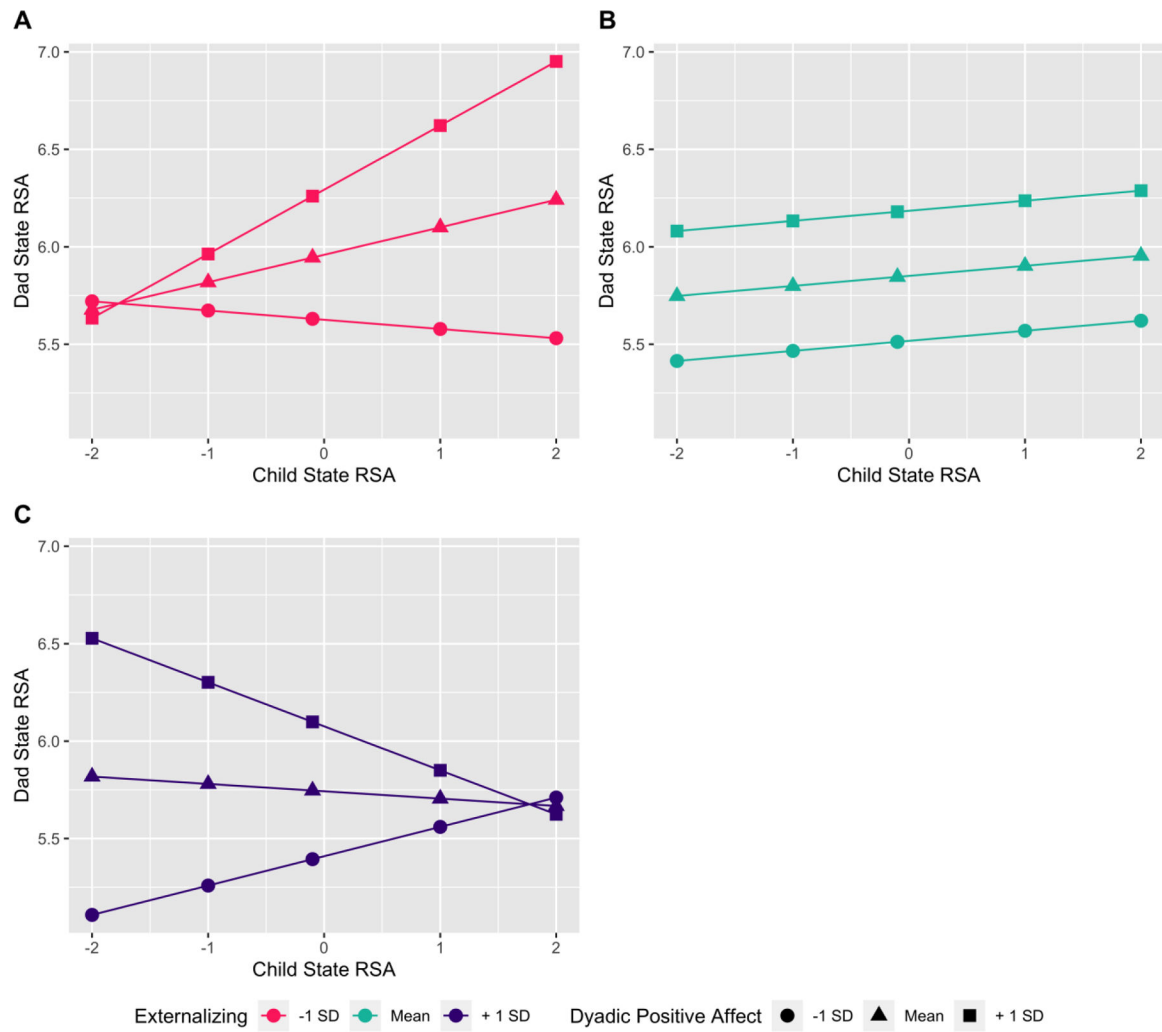 A
B
7.0
6.5
6.0
5.5
Dad State RSA
-2 -1 0 1 2
Child State RSA
7.0
6.5
6.0
5.5
Dad State RSA
-2 -1 0 1 2
Child State RSA
C
7.0
6.5
6.0
5.5
Dad State RSA
-2 -1 0 1 2
Child State RSA
Externalizing -1 SD Mean + 1 SD Dyadic Positive Affect -1 SD Mean + 1 SD